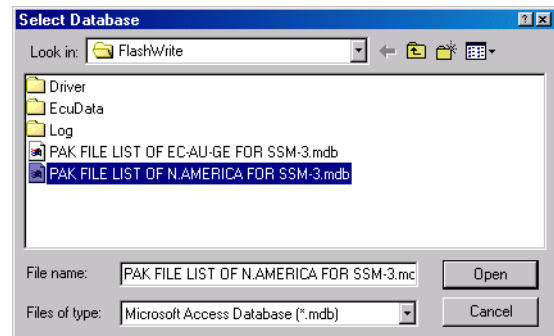 Select Database
Look in: FlashWrite
Driver
EcuData
Log
PAK FILE LIST OF EC-AU-GE FOR SSM-3.mdb
PAK FILE LIST OF N.AMERICA FOR SSM-3.mdb
File name: PAK FILE LIST OF N.AMERICA FOR SSM-3.mc Open
Files of type: Microsoft Access Database (*.mdb) Cancel